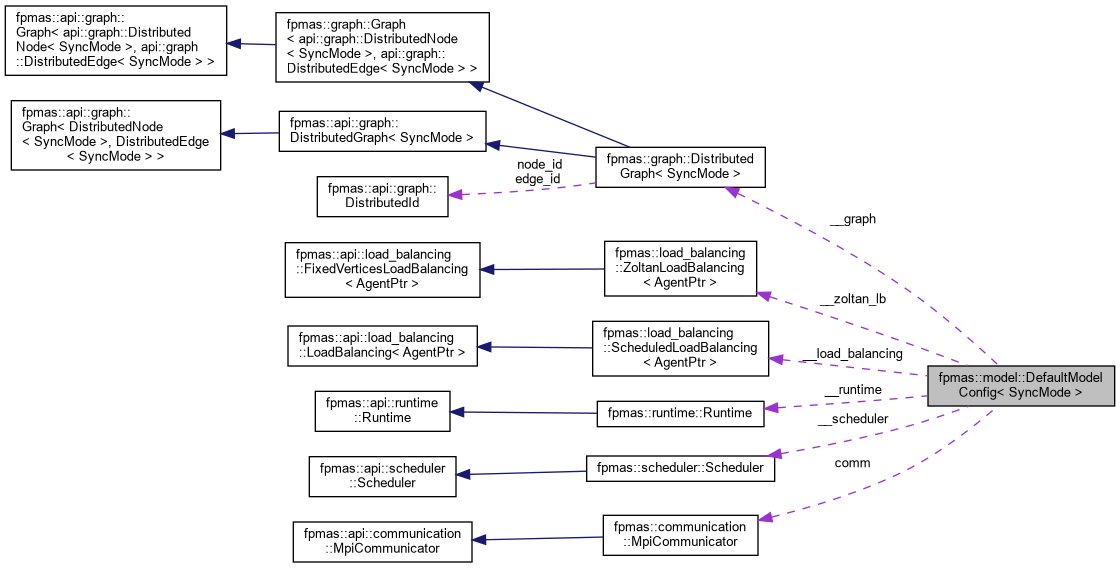 fpmas::api::graph::
Graph< api::graph::Distributed
Node< SyncMode >, api::graph
::DistributedEdge< SyncMode > >
fpmas::graph::Graph
< api::graph::DistributedNode
< SyncMode >, api::graph::
DistributedEdge< SyncMode > >
fpmas::api::graph::
Graph< DistributedNode
< SyncMode >, DistributedEdge
< SyncMode > >
fpmas::api::graph::
DistributedGraph< SyncMode >
fpmas::graph::Distributed
Graph< SyncMode >
node_id
edge_id
fpmas::api::graph::
DistributedId
__graph
fpmas::api::load_balancing
::FixedVerticesLoadBalancing
< AgentPtr >
fpmas::load_balancing
::ZoltanLoadBalancing
< AgentPtr >
__zoltan_lb
fpmas::api::load_balancing
::LoadBalancing< AgentPtr >
fpmas::load_balancing
::ScheduledLoadBalancing
< AgentPtr >
__load_balancing
fpmas::model::DefaultModel
Config< SyncMode >
fpmas::api::runtime
::Runtime
fpmas::runtime::Runtime
__runtime
__scheduler
fpmas::api::scheduler
::Scheduler
fpmas::scheduler::Scheduler
comm
fpmas::api::communication
::MpiCommunicator
fpmas::communication
::MpiCommunicator